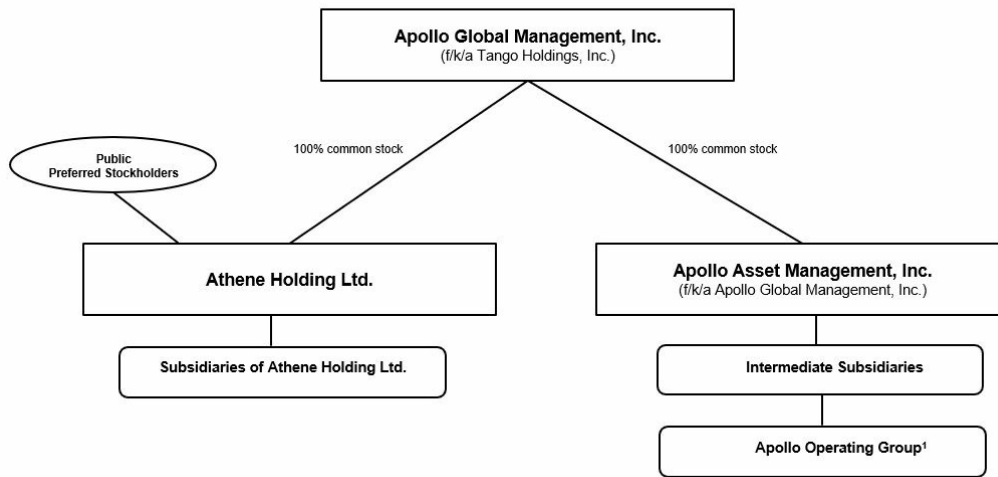 Apollo Global Management, Inc.
(f/k/a Tango Holdings, Inc.)
100% common stock
100% common stock
Public
Preferred Stockholders
Athene Holding Ltd.
Apollo Asset Management, Inc.
(f/k/a Apollo Global Management, Inc.)
Subsidiaries of Athene Holding Ltd.
Intermediate Subsidiaries
Apollo Operating Group¹